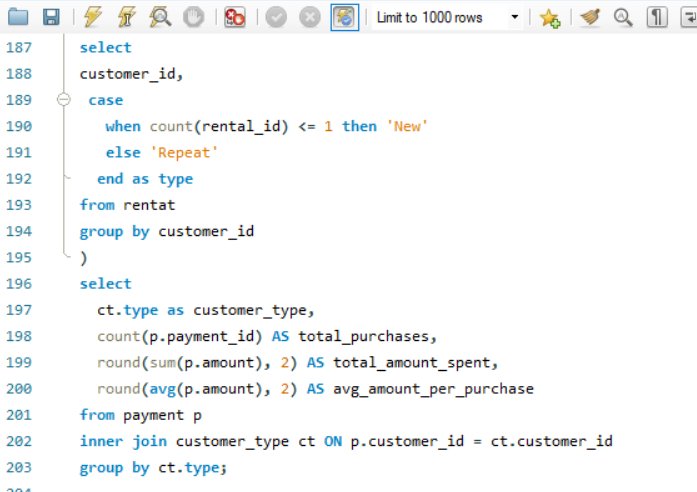 Limit to 1000 rows
187 select
188 customer_id,
189 case
190 when count(rental_id) <= 1 then 'New'
191 else 'Repeat'
192 end as type
193 from rentat
194 group by customer_id
195 )
196 select
197 ct.type as customer_type,
198 count(p.payment_id) AS total_purchases,
199 round(sum(p.amount), 2) AS total_amount_spent,
200 round(avg(p.amount), 2) AS avg_amount_per_purchase
201 from payment p
202 inner join customer_type ct ON p.customer_id = ct.customer_id
203 group by ct.type;